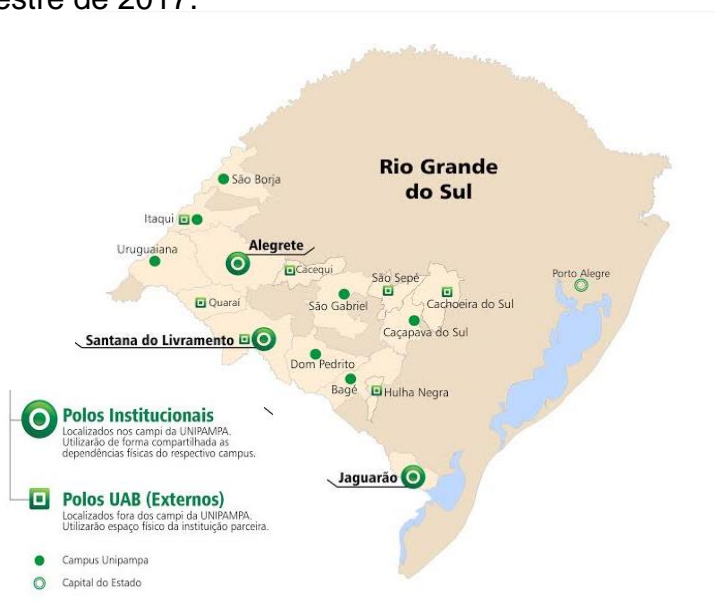 estre de 2017.
Rio Grande
do Sul
São Borja
Itaqui
Uruguaiana
Alegrete
Cacequi
São Sepé
Porto Alegre
Quaraí
São Gabriel
Cachoeira do Sul
Caçapava do Sul
Santana do Livramento
Dom Pedrito
Bagé
Hulha Negra
Jaguarão
Polos Institucionais
Localizados nos campi da UNIPAMPA.
Utilizarão de forma compartilhada as
dependências físicas do respectivo campus.
Polos UAB (Externos)
Localizados fora dos campi da UNIPAMPA.
Utilizarão espaço físico da instituição parceira.
Campus Unipampa
Capital do Estado